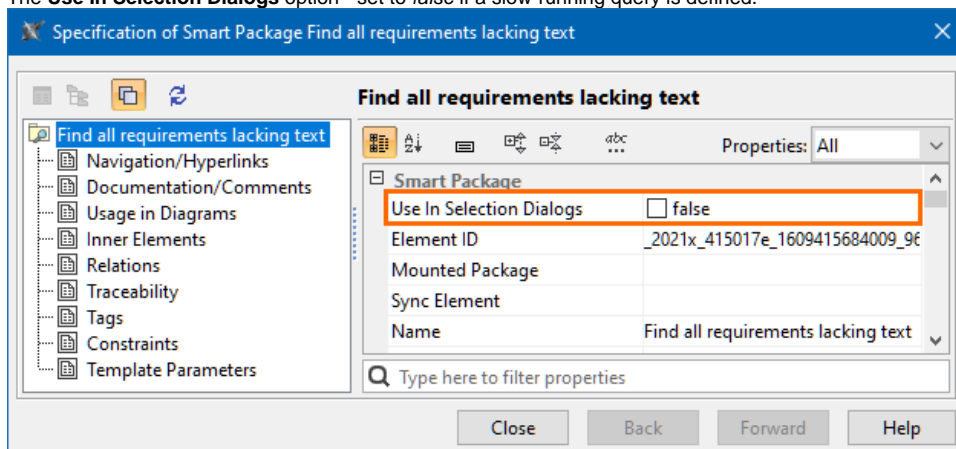 The Use In Selection Dialogs option - set to false if a slow running query is defined.
Specification of Smart Package Find all requirements lacking text
Find all requirements lacking text
Find all requirements lacking text
Navigation/Hyperlinks
Documentation/Comments
Usage in Diagrams
Inner Elements
Relations
Traceability
Tags
Constraints
Template Parameters
Properties: All
Smart Package
Use In Selection Dialogs false
Element ID _2021x_415017e_1609415684009_96
Mounted Package
Sync Element
Name Find all requirements lacking text
Type here to filter properties
Close Back Forward Help